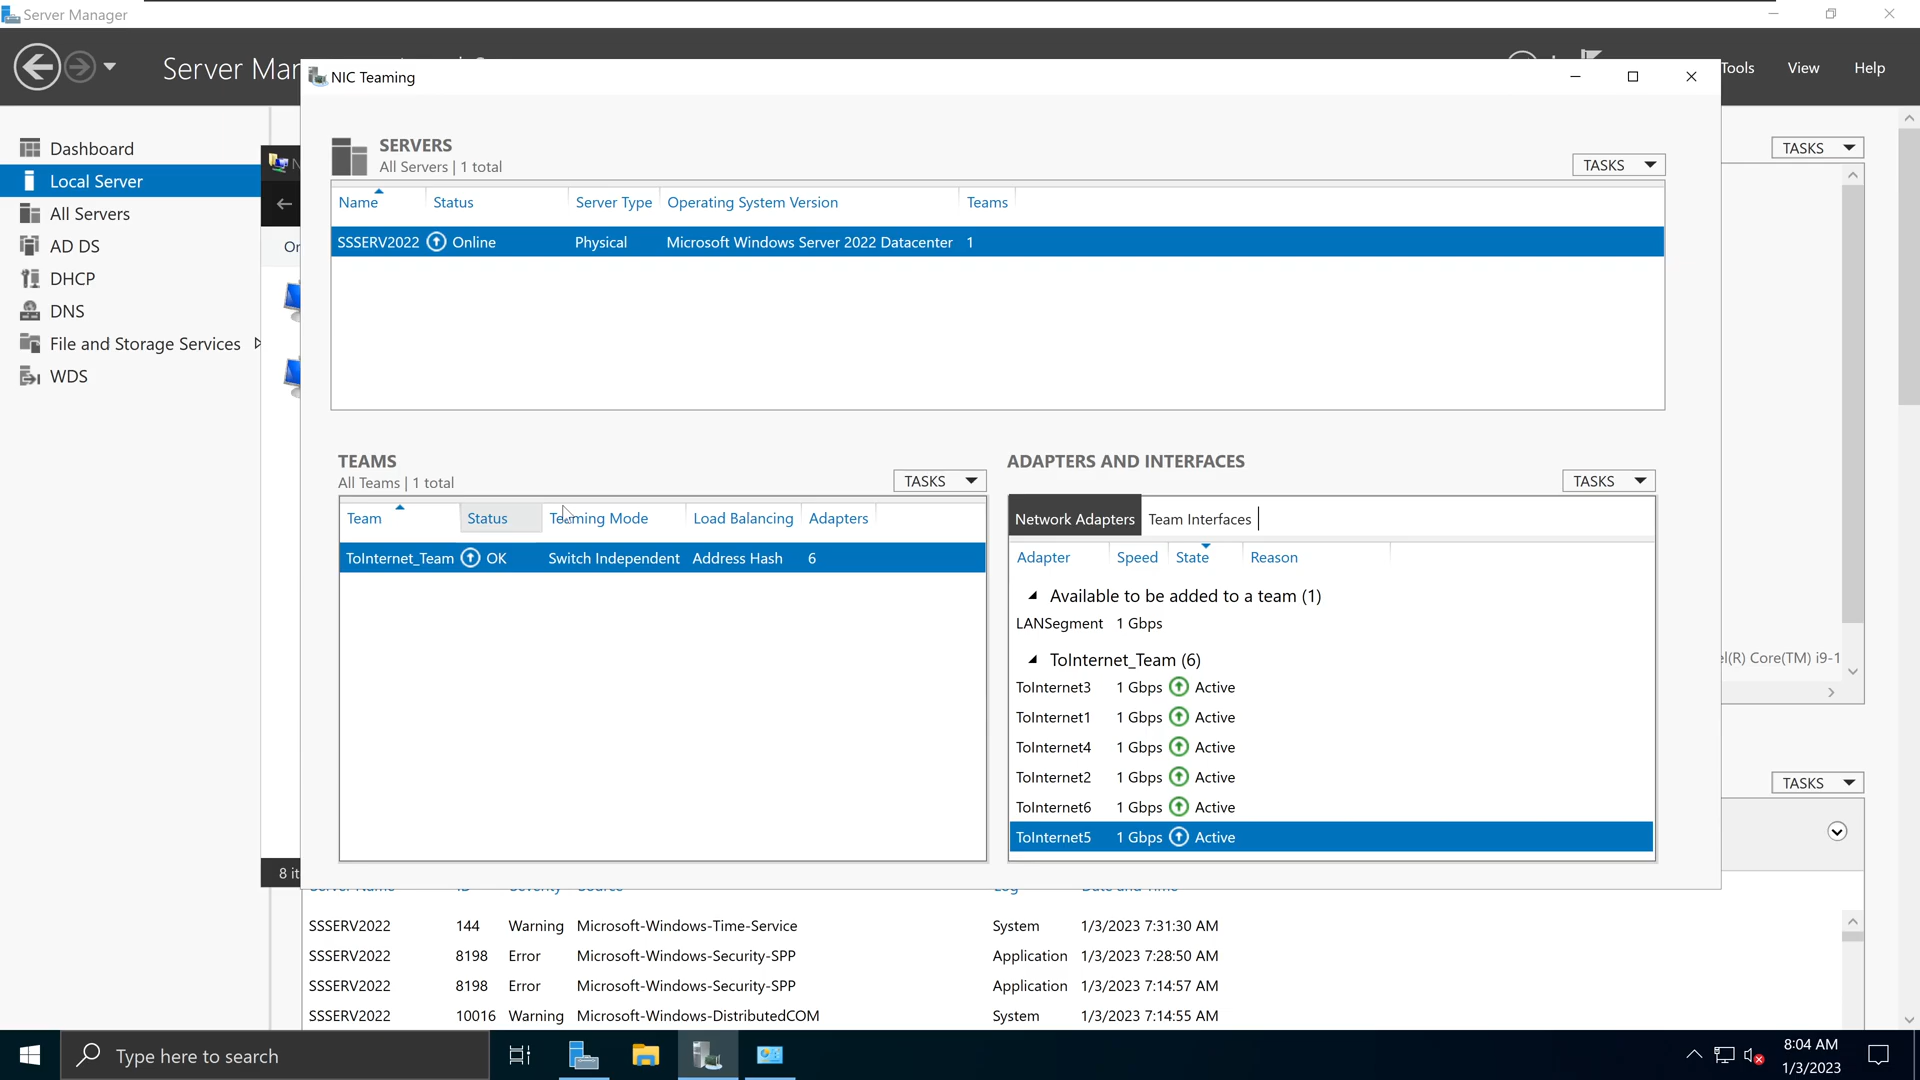 Server Manager
Server Mar
Tools View Help
NIC Teaming
Dashboard
Local Server
All Servers
AD DS
DHCP
DNS
File and Storage Services
WDS
TASKS
SERVERS
All Servers | 1 total
TASKS
Name Status Server Type Operating System Version Teams
SSSERV2022 Online Physical Microsoft Windows Server 2022 Datacenter 1
Or
TEAMS
All Teams | 1 total
TASKS
Team Status Teaming Mode Load Balancing Adapters
ToInternet_Team OK Switch Independent Address Hash 6
ADAPTERS AND INTERFACES
TASKS
Network Adapters Team Interfaces
Adapter Speed State Reason
Available to be added to a team (1)
LANSegment 1 Gbps
ToInternet_Team (6)
ToInternet3 1 Gbps Active
ToInternet1 1 Gbps Active
ToInternet4 1 Gbps Active
ToInternet2 1 Gbps Active
ToInternet6 1 Gbps Active
ToInternet5 1 Gbps Active
el(R) Core(TM) i9-1
TASKS
8 it
SSSERV2022 144 Warning Microsoft-Windows-Time-Service System 1/3/2023 7:31:30 AM
SSSERV2022 8198 Error Microsoft-Windows-Security-SPP Application 1/3/2023 7:28:50 AM
SSSERV2022 8198 Error Microsoft-Windows-Security-SPP Application 1/3/2023 7:14:57 AM
SSSERV2022 10016 Warning Microsoft-Windows-DistributedCOM System 1/3/2023 7:14:55 AM
Type here to search
8:04 AM
1/3/2023